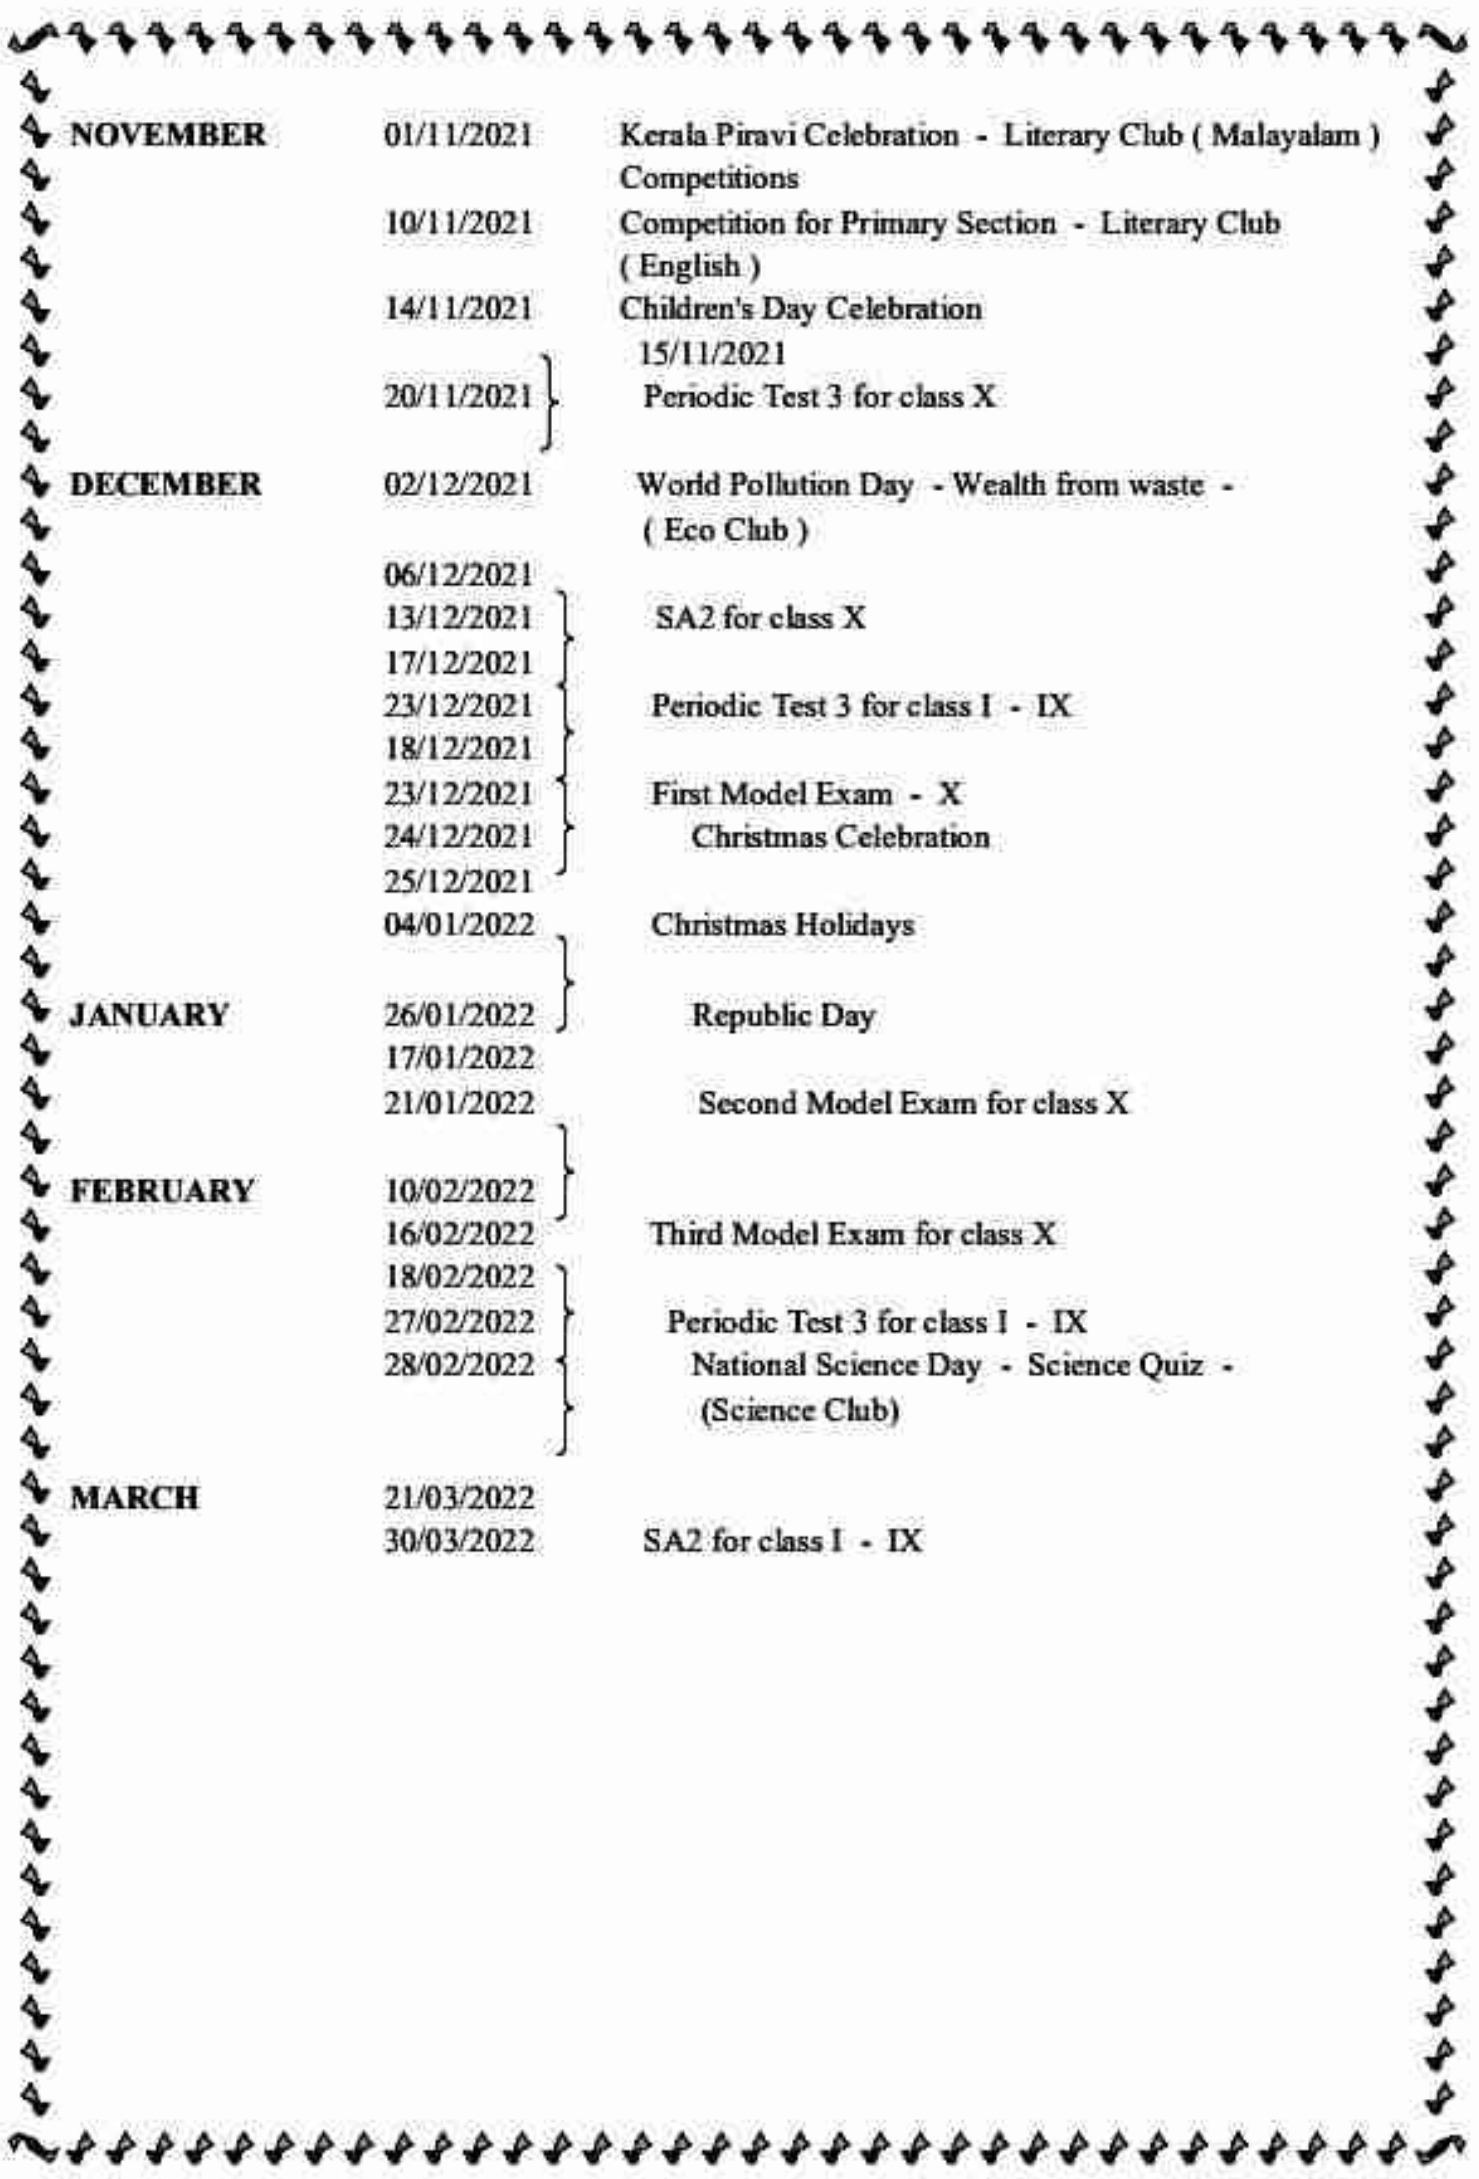 NOVEMBER 01/11/2021 Kerala Piravi Celebration - Literary Club ( Malayalam )
Competitions
10/11/2021 Competition for Primary Section - Literary Club
( English )
14/11/2021 Children's Day Celebration
15/11/2021
20/11/2021 Periodic Test 3 for class X
DECEMBER 02/12/2021 World Pollution Day - Wealth from waste -
( Eco Club )
06/12/2021
13/12/2021 SA2 for class X
17/12/2021
23/12/2021 Periodic Test 3 for class I - IX
18/12/2021
23/12/2021 First Model Exam - X
24/12/2021 Christmas Celebration
25/12/2021
04/01/2022 Christmas Holidays
JANUARY 26/01/2022 Republic Day
17/01/2022
21/01/2022 Second Model Exam for class X
FEBRUARY 10/02/2022
16/02/2022 Third Model Exam for class X
18/02/2022
27/02/2022 Periodic Test 3 for class I - IX
28/02/2022 National Science Day - Science Quiz -
(Science Club)
MARCH 21/03/2022
30/03/2022 SA2 for class I - IX